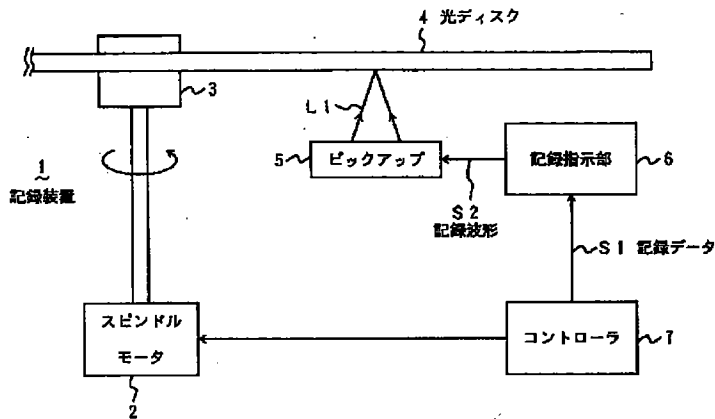 4 光ディスク
3
L1
5
ピックアップ
記録指示部
6
1
記録装置
S2
記録波形
S1 記録データ
スピンドル
モータ
コントローラ
7
2